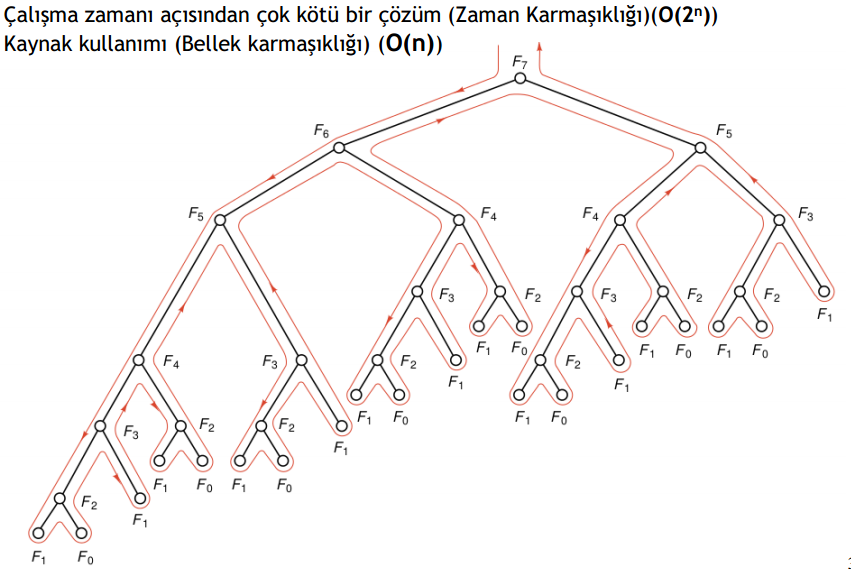 Çalışma zamanı açısından çok kötü bir çözüm (Zaman Karmaşıklığı)(O(2ⁿ))
Kaynak kullanımı (Bellek karmaşıklığı) (O(n))
F₇
F₆ F₅
F₅ F₄ F₄ F₃
F₃ F₂ F₃ F₂ F₂ F₁
F₁ F₀ F₁ F₀ F₁ F₀
F₄ F₃ F₂ F₁ F₂ F₁
F₁ F₀ F₁ F₀
F₃ F₂ F₂ F₁
F₁ F₀ F₁ F₀
F₂ F₁
F₁ F₀